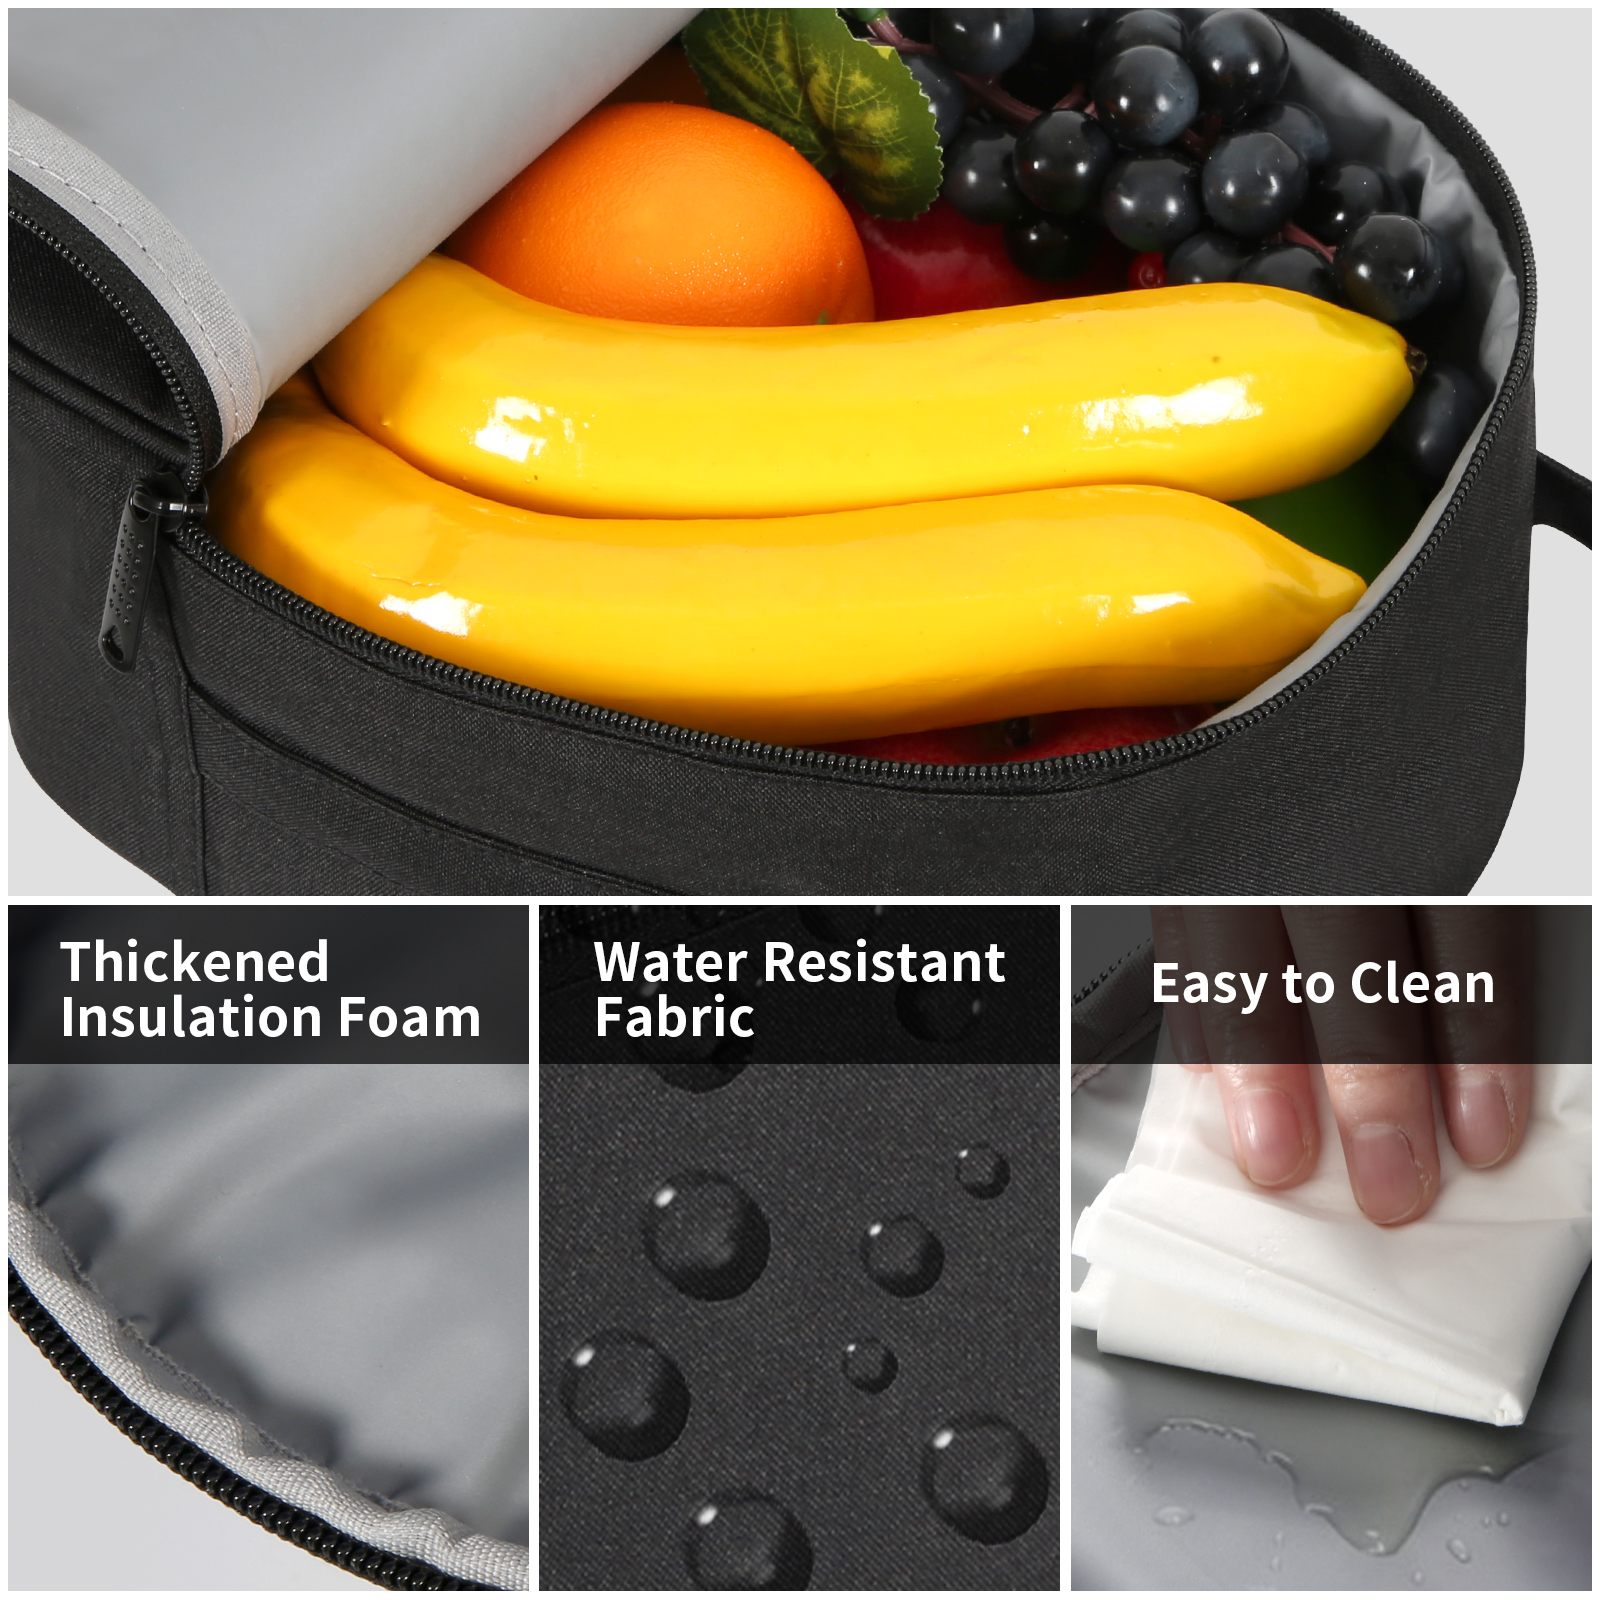 Thickened
Insulation Foam
Water Resistant
Fabric
Easy to Clean